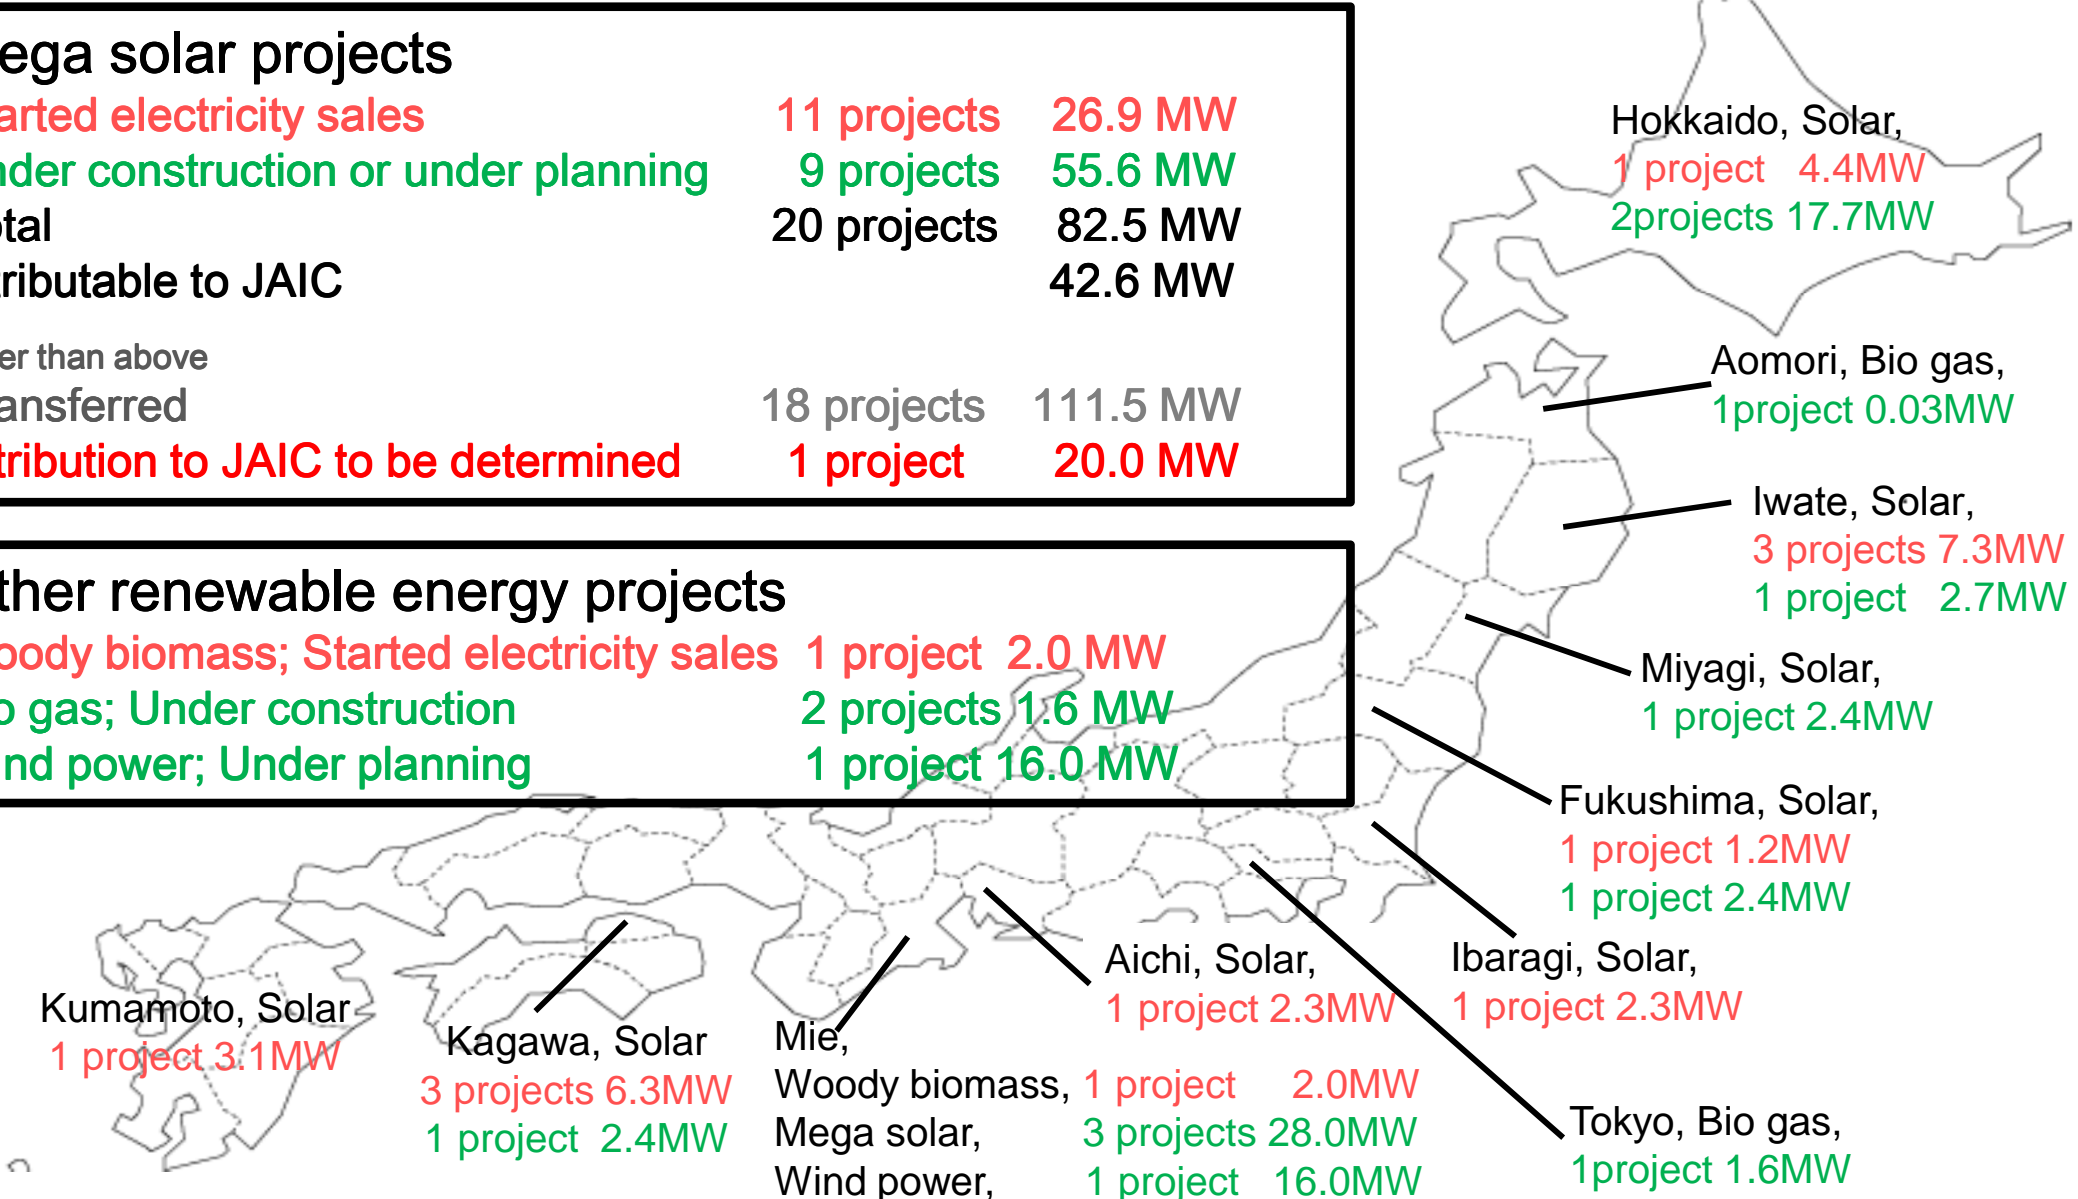 ega solar projects
arted electricity sales 11 projects 26.9 MW
nder construction or under planning 9 projects 55.6 MW
otal 20 projects 82.5 MW
tributable to JAIC 42.6 MW
er than above
ansferred 18 projects 111.5 MW
tribution to JAIC to be determined 1 project 20.0 MW
ther renewable energy projects
oody biomass; Started electricity sales 1 project 2.0 MW
o gas; Under construction 2 projects 1.6 MW
ind power; Under planning 1 project 16.0 MW
Hokkaido, Solar,
1 project 4.4MW
2projects 17.7MW
Aomori, Bio gas,
1project 0.03MW
Iwate, Solar,
3 projects 7.3MW
1 project 2.7MW
Miyagi, Solar,
1 project 2.4MW
Fukushima, Solar,
1 project 1.2MW
1 project 2.4MW
Ibaragi, Solar,
1 project 2.3MW
Aichi, Solar,
1 project 2.3MW
Tokyo, Bio gas,
1project 1.6MW
Mie,
Woody biomass, 1 project 2.0MW
Mega solar, 3 projects 28.0MW
Wind power, 1 project 16.0MW
Kagawa, Solar
3 projects 6.3MW
1 project 2.4MW
Kumamoto, Solar
1 project 3.1MW